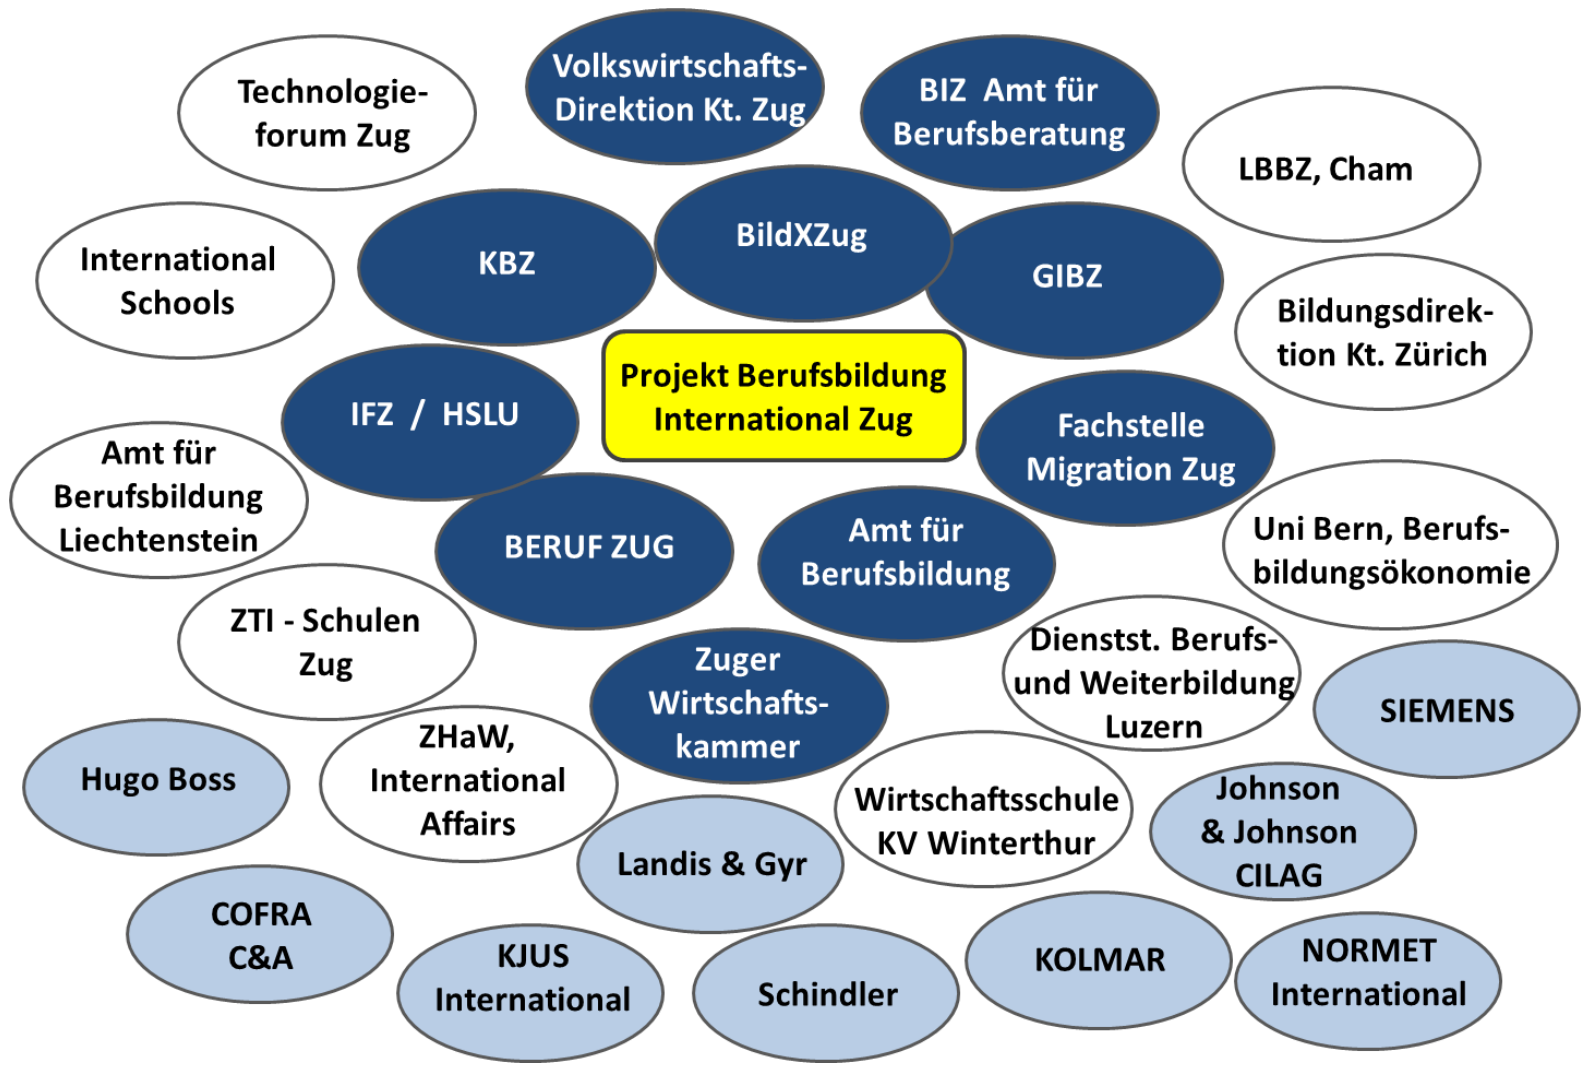 Technologie-
forum Zug
Volkswirtschafts-
Direktion Kt. Zug
BIZ Amt für
Berufsberatung
LBBZ, Cham
International
Schools
KBZ
BildXZug
GIBZ
Bildungsdirek-
tion Kt. Zürich
Projekt Berufsbildung
International Zug
IFZ / HSLU
Fachstelle
Migration Zug
Amt für
Berufsbildung
Liechtenstein
BERUF ZUG
Amt für
Berufsbildung
Uni Bern, Berufs-
bildungsökonomie
ZTI - Schulen
Zug
Zuger
Wirtschafts-
kammer
Dienstst. Berufs-
und Weiterbildung
Luzern
SIEMENS
Hugo Boss
ZHaW,
International
Affairs
Landis & Gyr
Wirtschaftsschule
KV Winterthur
Johnson
& Johnson
CILAG
COFRA
C&A
KJUS
International
Schindler
KOLMAR
NORMET
International